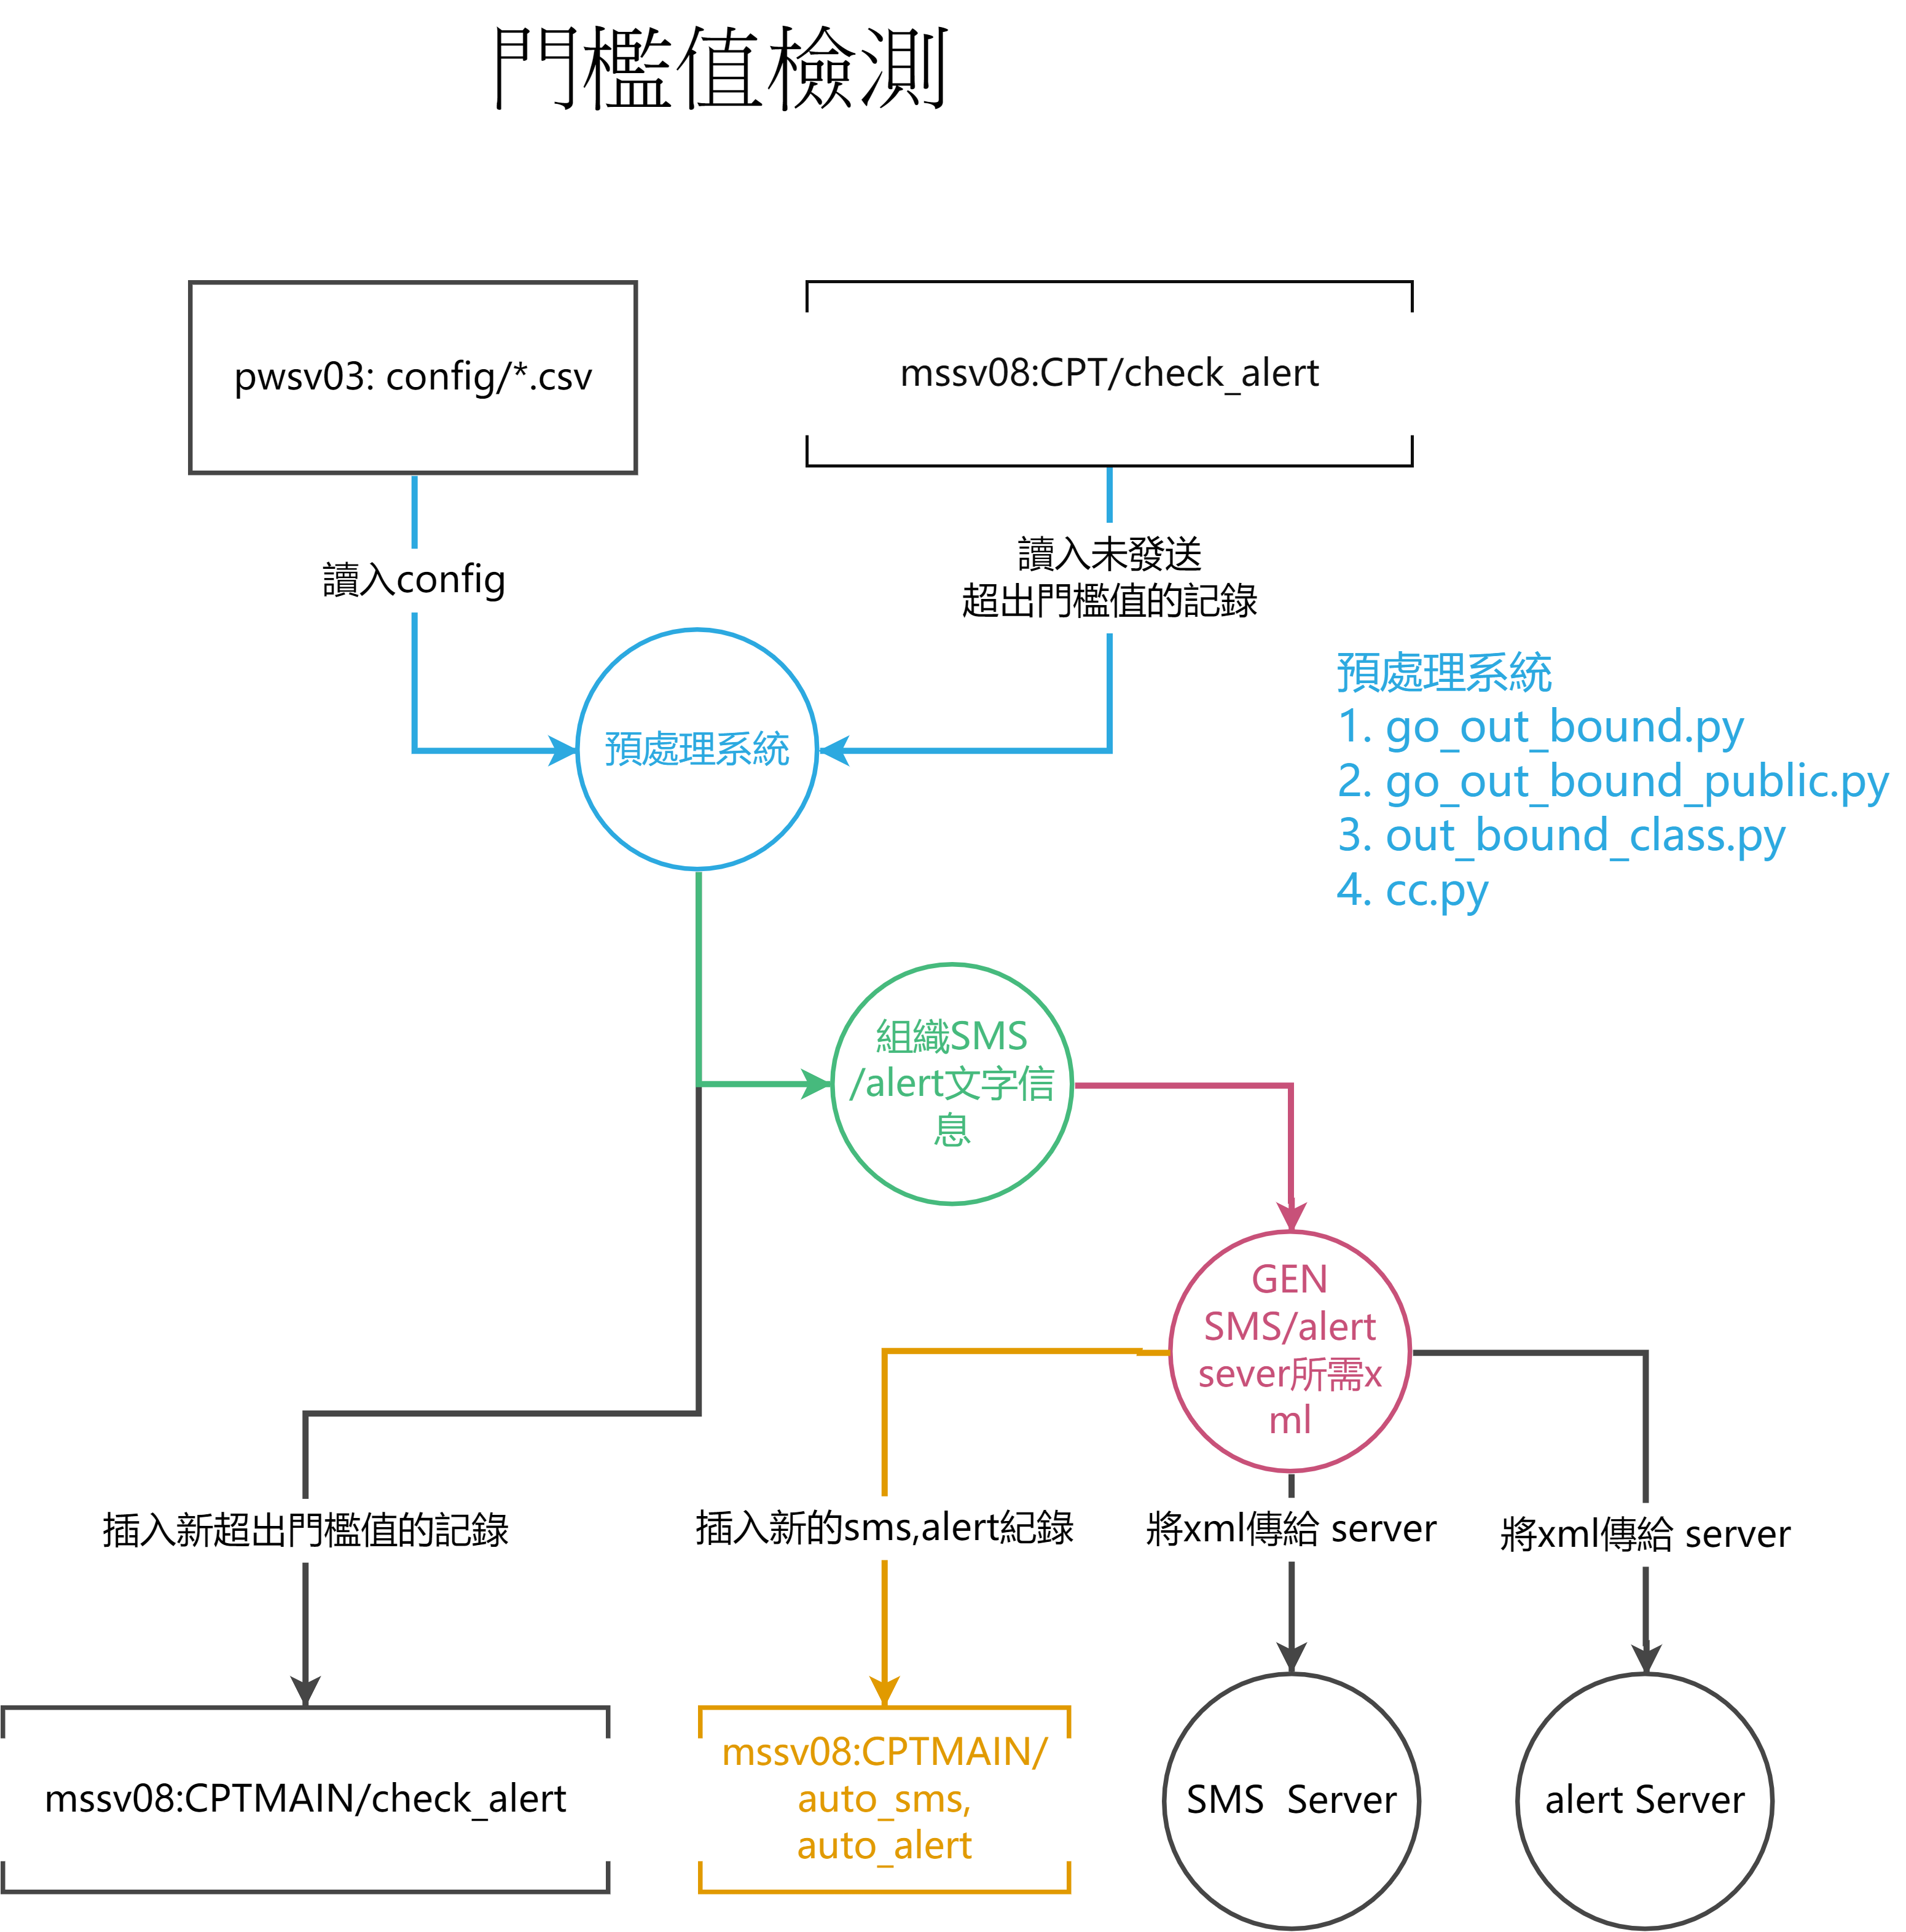 門檻值檢測
pwsv03: config/*.csv
mssv08:CPT/check_alert
讀入config
讀入未發送
超出門檻值的記錄
預處理系統
預處理系統
1. go_out_bound.py
2. go_out_bound_public.py
3. out_bound_class.py
4. cc.py
組織SMS
/alert文字信
息
GEN
SMS/alert
sever所需x
ml
插入新超出門檻值的記錄
插入新的sms,alert紀錄
將xml傳給 server
將xml傳給 server
mssv08:CPTMAIN/check_alert
mssv08:CPTMAIN/
auto_sms,
auto_alert
SMS  Server
alert Server